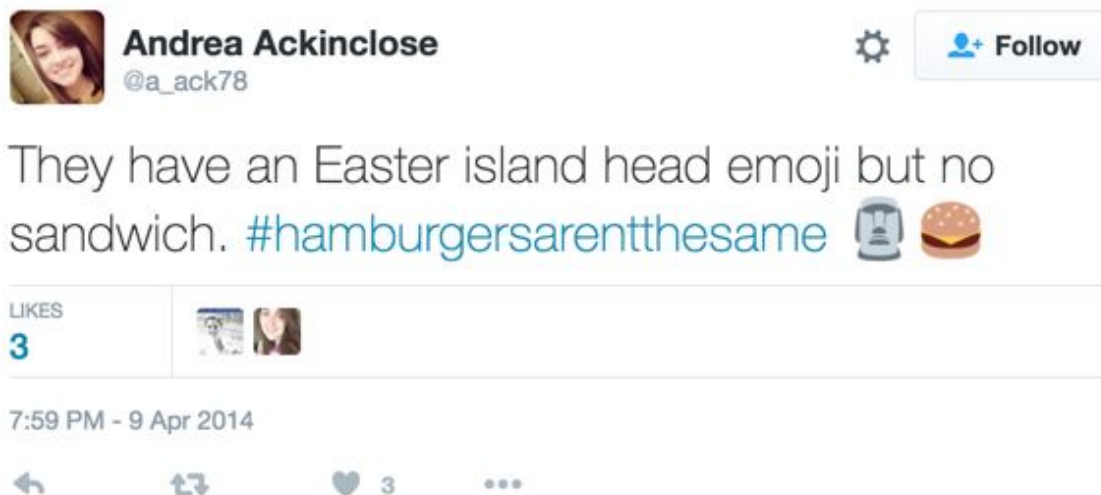 Andrea Ackinclose
@a_ack78
Follow
They have an Easter island head emoji but no
sandwich. #hamburgersarentthesame 🗿🍔
LIKES
3
7:59 PM - 9 Apr 2014
3